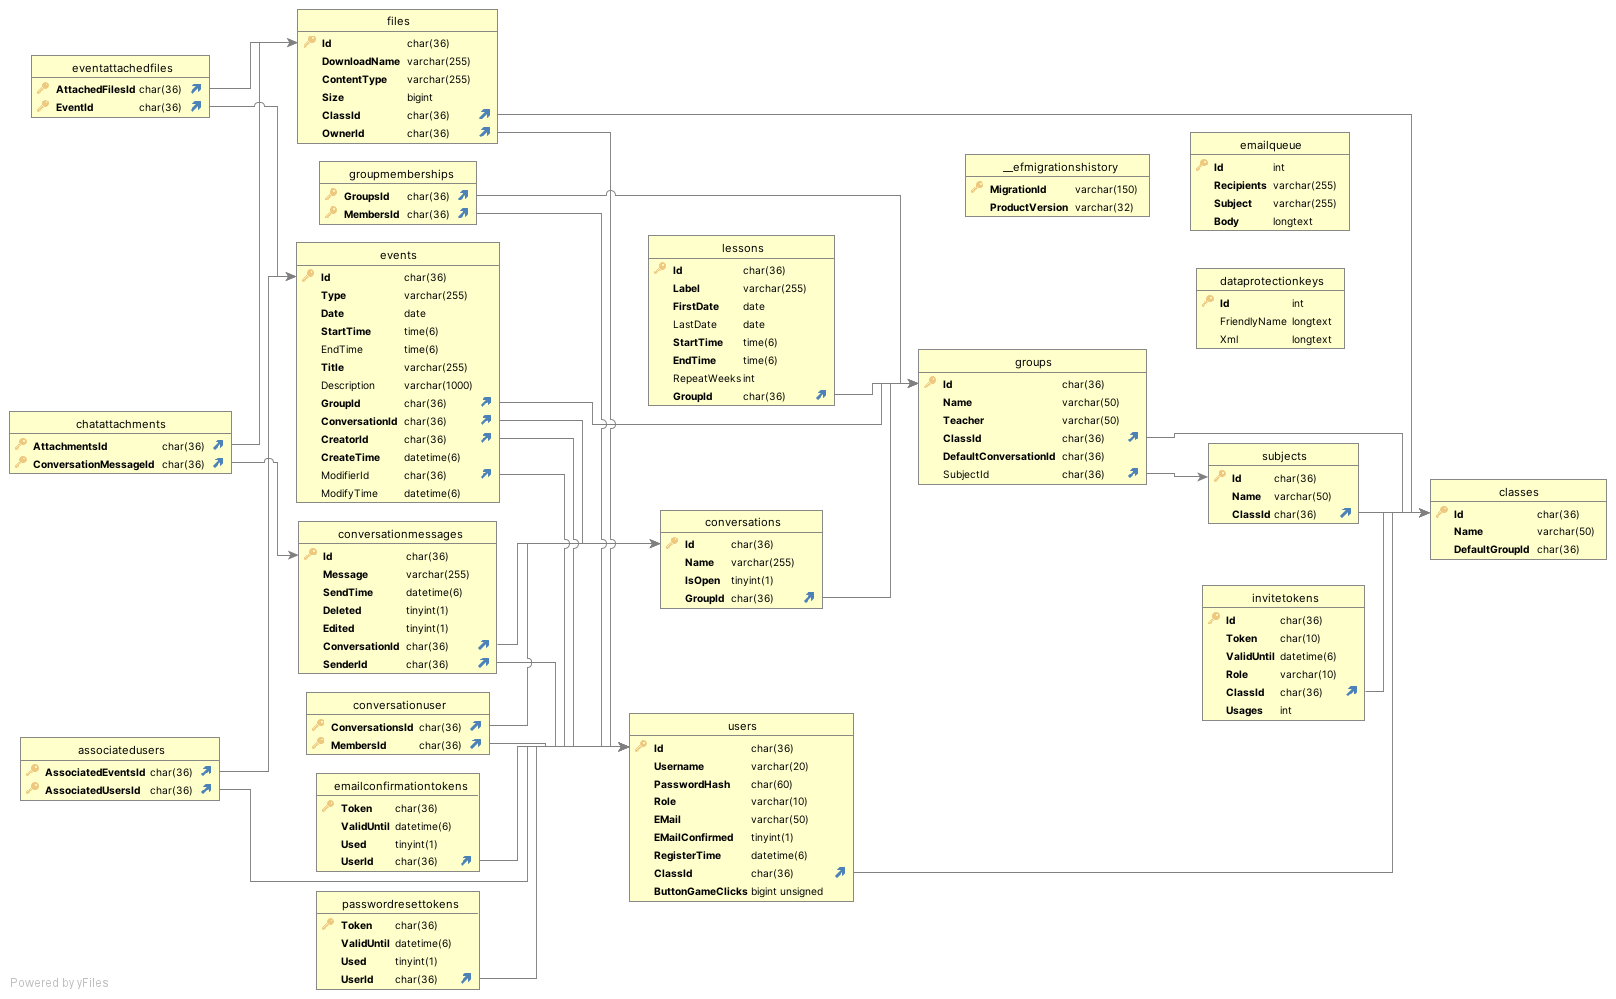 files
Id char(36)
DownloadName varchar(255)
ContentType varchar(255)
Size bigint
ClassId char(36)
OwnerId char(36)
eventattachedfiles
AttachedFilesId char(36)
EventId char(36)
groupmemberships
GroupsId char(36)
MembersId char(36)
__efmigrationshistory
MigrationId varchar(150)
ProductVersion varchar(32)
emailqueue
Id int
Recipients varchar(255)
Subject varchar(255)
Body longtext
events
Id char(36)
Type varchar(255)
Date date
StartTime time(6)
EndTime time(6)
Title varchar(255)
Description varchar(1000)
GroupId char(36)
ConversationId char(36)
CreatorId char(36)
CreateTime datetime(6)
ModifierId char(36)
ModifyTime datetime(6)
lessons
Id char(36)
Label varchar(255)
FirstDate date
LastDate date
StartTime time(6)
EndTime time(6)
RepeatWeeks int
GroupId char(36)
dataprotectionkeys
Id int
FriendlyName longtext
Xml longtext
groups
Id char(36)
Name varchar(50)
Teacher varchar(50)
ClassId char(36)
DefaultConversationId char(36)
SubjectId char(36)
chatattachments
AttachmentsId char(36)
ConversationMessageId char(36)
subjects
Id char(36)
Name varchar(50)
ClassId char(36)
classes
Id char(36)
Name varchar(50)
DefaultGroupId char(36)
conversationmessages
Id char(36)
Message varchar(255)
SendTime datetime(6)
Deleted tinyint(1)
Edited tinyint(1)
ConversationId char(36)
SenderId char(36)
conversations
Id char(36)
Name varchar(255)
IsOpen tinyint(1)
GroupId char(36)
invitetokens
Id char(36)
Token char(10)
ValidUntil datetime(6)
Role varchar(10)
ClassId char(36)
Usages int
conversationuser
ConversationsId char(36)
MembersId char(36)
users
Id char(36)
Username varchar(20)
PasswordHash char(60)
Role varchar(10)
EMail varchar(50)
EMailConfirmed tinyint(1)
RegisterTime datetime(6)
ClassId char(36)
ButtonGameClicks bigint unsigned
associatedusers
AssociatedEventsId char(36)
AssociatedUsersId char(36)
emailconfirmationtokens
Token char(36)
ValidUntil datetime(6)
Used tinyint(1)
UserId char(36)
passwordresettokens
Token char(36)
ValidUntil datetime(6)
Used tinyint(1)
UserId char(36)
Powered by yFiles